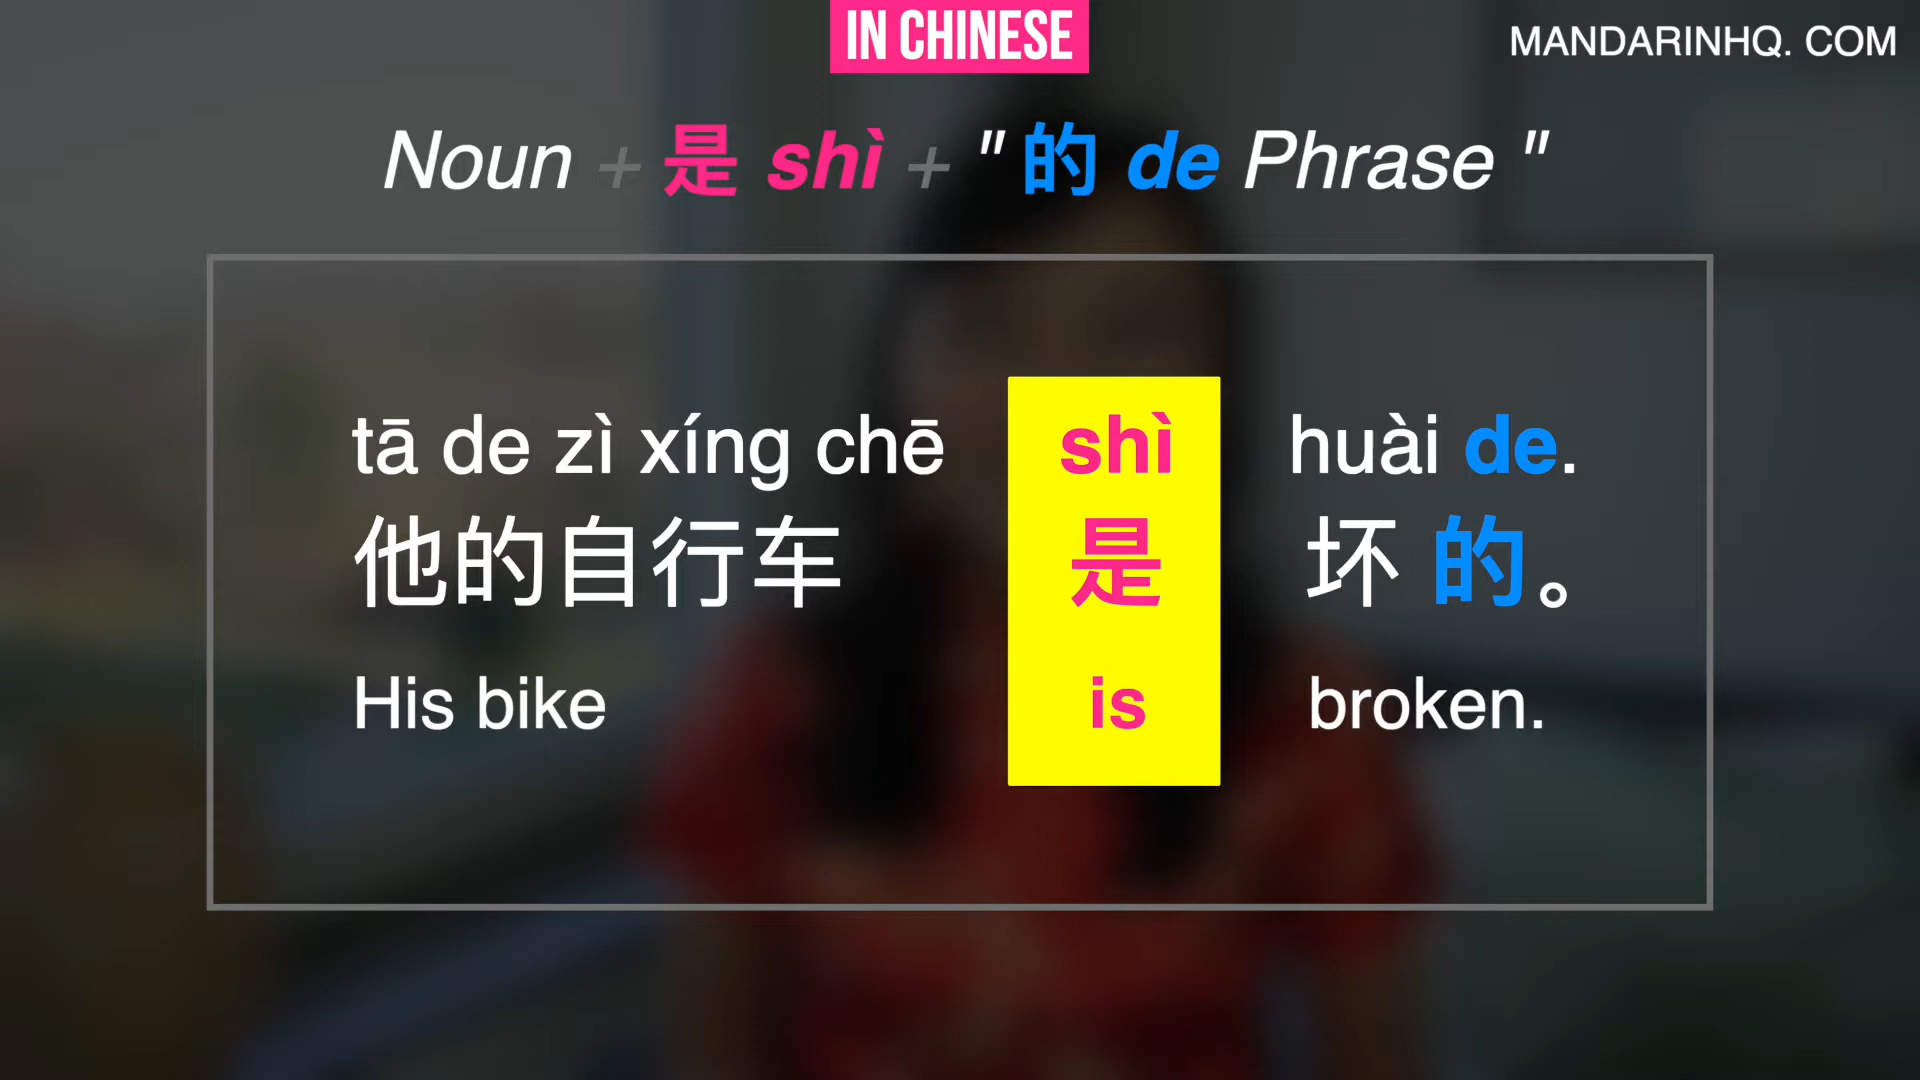 IN CHINESE
MANDARINHQ. COM
Noun + 是 shì + " 的 de Phrase "
tā de zì xíng chē shì huài de.
他的自行车 是 坏 的。
His bike is broken.